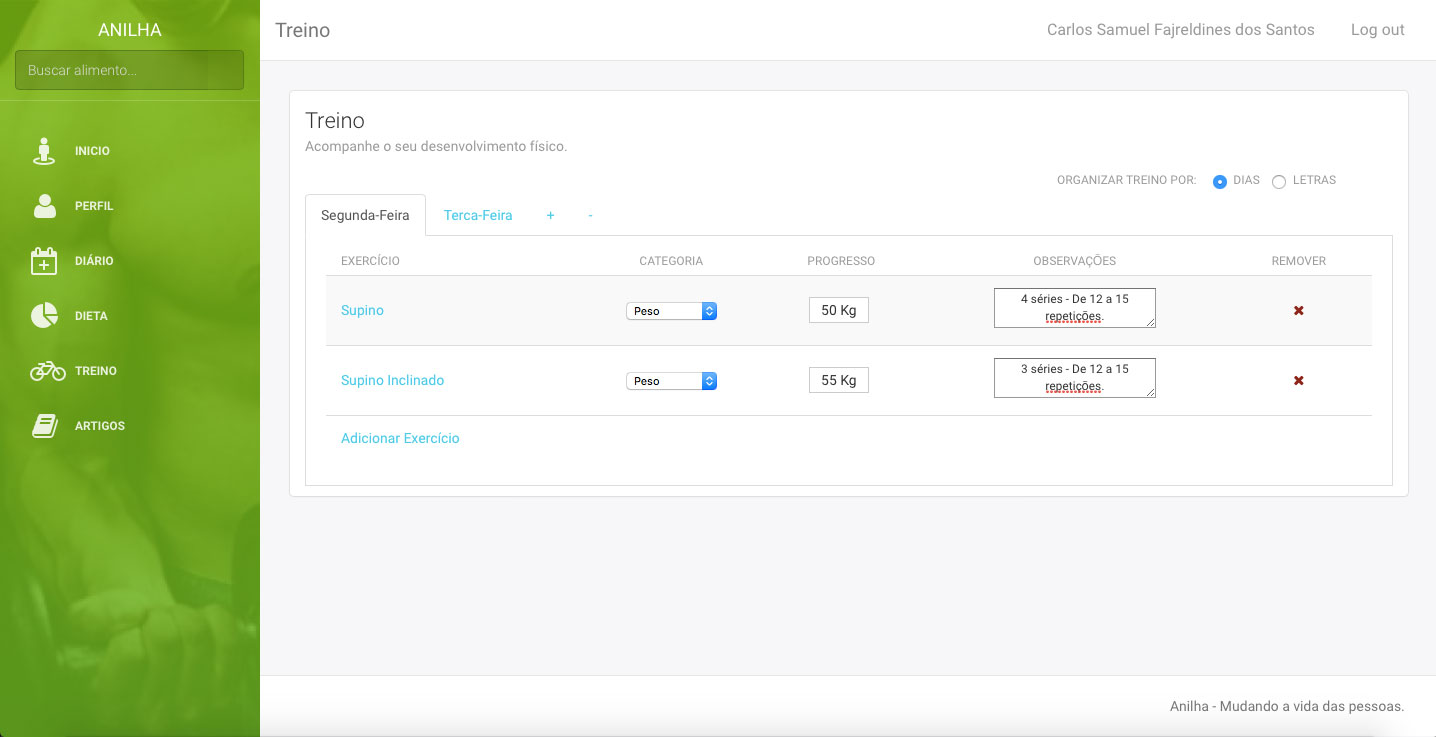 ANILHA
Buscar alimento...
INICIO
PERFIL
DIÁRIO
DIETA
TREINO
ARTIGOS
Treino
Carlos Samuel Fajreldines dos Santos
Log out
Treino
Acompanhe o seu desenvolvimento físico.
ORGANIZAR TREINO POR: DIAS LETRAS
Segunda-Feira Terca-Feira + -
EXERCÍCIO CATEGORIA PROGRESSO OBSERVAÇÕES REMOVER
Supino Peso 50 Kg 4 séries - De 12 a 15
repetições.
Supino Inclinado Peso 55 Kg 3 séries - De 12 a 15
repetições.
Adicionar Exercício
Anilha - Mudando a vida das pessoas.